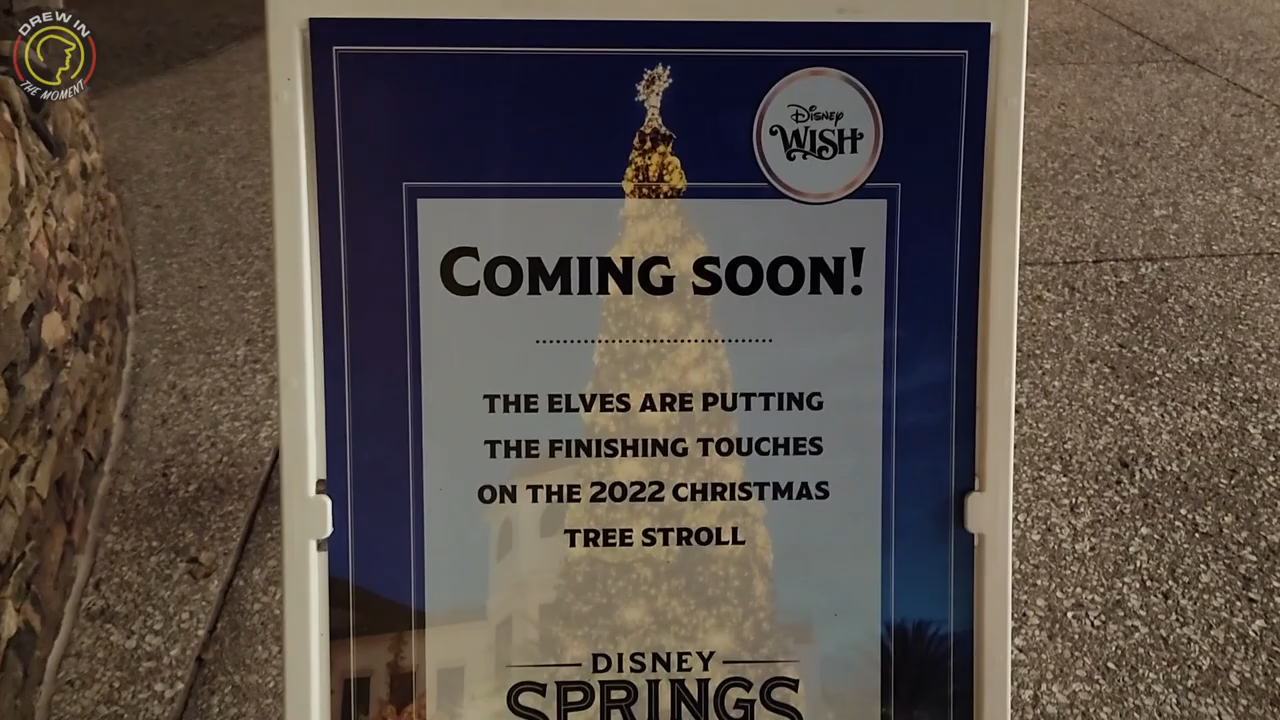 DREW IN
THE MOMENT
Disney
WISH
COMING SOON!
THE ELVES ARE PUTTING
THE FINISHING TOUCHES
ON THE 2022 CHRISTMAS
TREE STROLL
DISNEY
SPRINGS